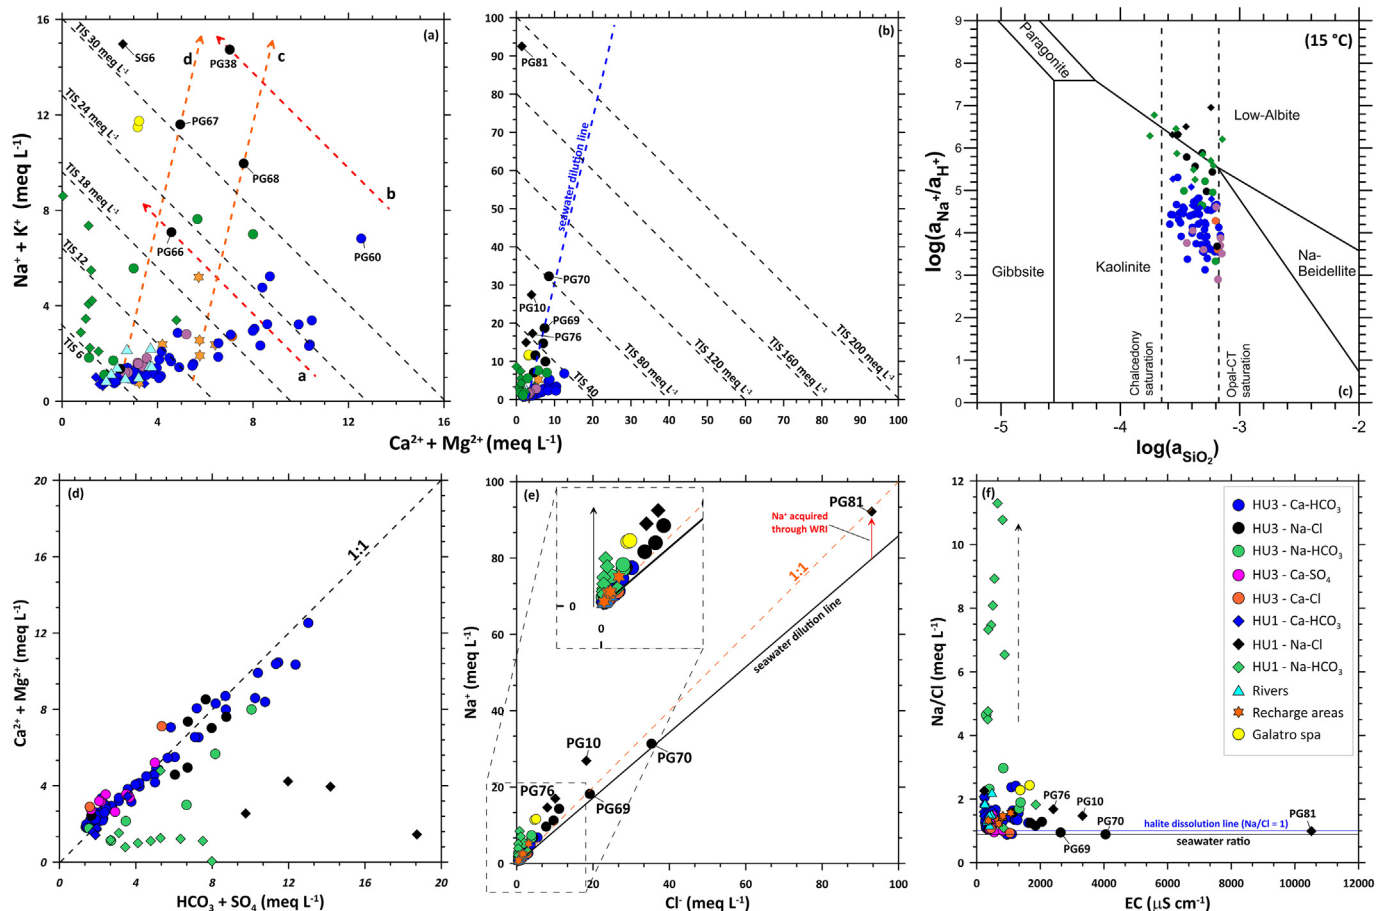 (a)
TIS 30 meq L⁻¹
TIS 24 meq L⁻¹
TIS 18 meq L⁻¹
TIS 12
TIS 6
SG6
d
PG38
c
PG67
PG68
b
PG66
PG60
a
Na⁺ + K⁺ (meq L⁻¹)
16
12
8
4
0
0
4
8
12
16
Ca²⁺ + Mg²⁺ (meq L⁻¹)
(b)
PG81
seawater dilution line
PG70
PG10
PG69
PG76
TIS 40
TIS 80 meq L⁻¹
TIS 120 meq L⁻¹
TIS 160 meq L⁻¹
TIS 200 meq L⁻¹
100
90
80
70
60
50
40
30
20
10
0
0
10
20
30
40
50
60
70
80
90
100
(15 °C)
Paragonite
Low-Albite
Gibbsite
Kaolinite
Na-
Beidellite
Chalcedony
saturation
Opal-CT
saturation
(c)
log(a_Na⁺/a_H⁺)
9
8
7
6
5
4
3
2
1
0
-5
-4
-3
-2
log(a_SiO₂)
(d)
1:1
Ca²⁺ + Mg²⁺ (meq L⁻¹)
20
16
12
8
4
0
0
4
8
12
16
20
HCO₃ + SO₄ (meq L⁻¹)
(e)
PG81
Na⁺ acquired
through WRI
1:1
seawater dilution line
0
0
PG10
PG70
PG76
PG69
Na⁺ (meq L⁻¹)
100
80
60
40
20
0
0
20
40
60
80
100
Cl⁻ (meq L⁻¹)
(f)
HU3 - Ca-HCO₃
HU3 - Na-Cl
HU3 - Na-HCO₃
HU3 - Ca-SO₄
HU3 - Ca-Cl
HU1 - Ca-HCO₃
HU1 - Na-Cl
HU1 - Na-HCO₃
Rivers
Recharge areas
Galatro spa
PG76
PG10
PG70
PG81
halite dissolution line (Na/Cl = 1)
PG69
seawater ratio
Na/Cl (meq L⁻¹)
12
11
10
9
8
7
6
5
4
3
2
1
0
0
2000
4000
6000
8000
10000
12000
EC (μS cm⁻¹)